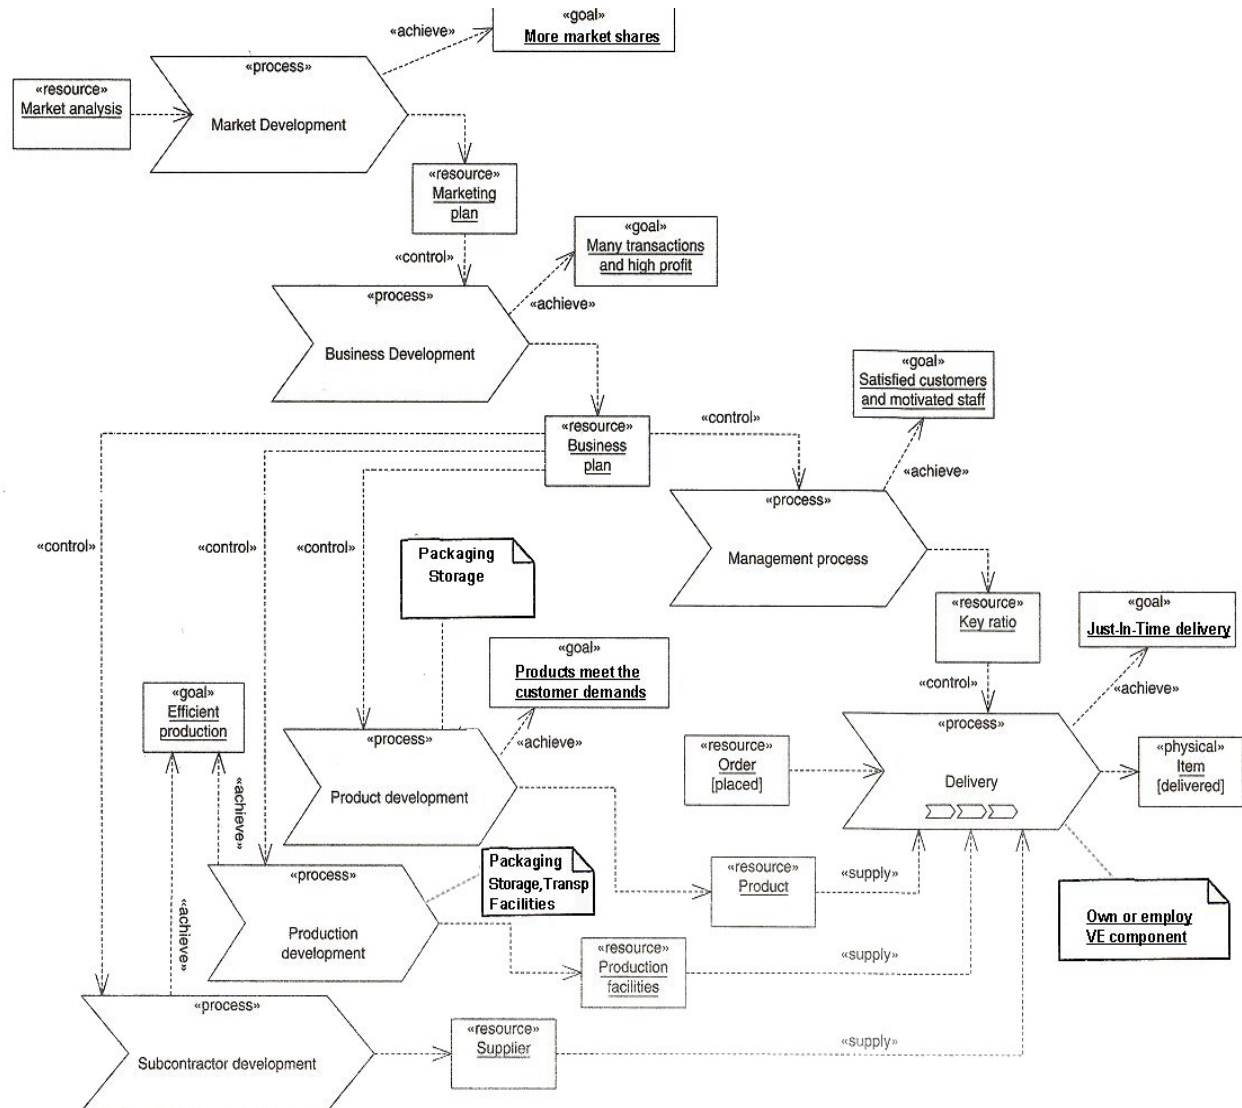 «goal»
More market shares
«achieve»
«process»
Market Development
«resource»
Market analysis
«resource»
Marketing
plan
«control»
«goal»
Many transactions
and high profit
«achieve»
«process»
Business Development
«goal»
Satisfied customers
and motivated staff
«achieve»
«resource»
Business
plan
«control»
«process»
Management process
«control»
«control»
«control»
Packaging
Storage
«resource»
Key ratio
«control»
«goal»
Just-In-Time delivery
«achieve»
«goal»
Products meet the
customer demands
«achieve»
«goal»
Efficient
production
«achieve»
«achieve»
«process»
Product development
«resource»
Order
[placed]
«process»
Delivery
«physical»
Item
[delivered]
«process»
Production
development
Packaging
Storage,Transp
Facilities
«resource»
Product
«supply»
Own or employ
VE component
«resource»
Production
facilities
«supply»
«process»
Subcontractor development
«resource»
Supplier
«supply»